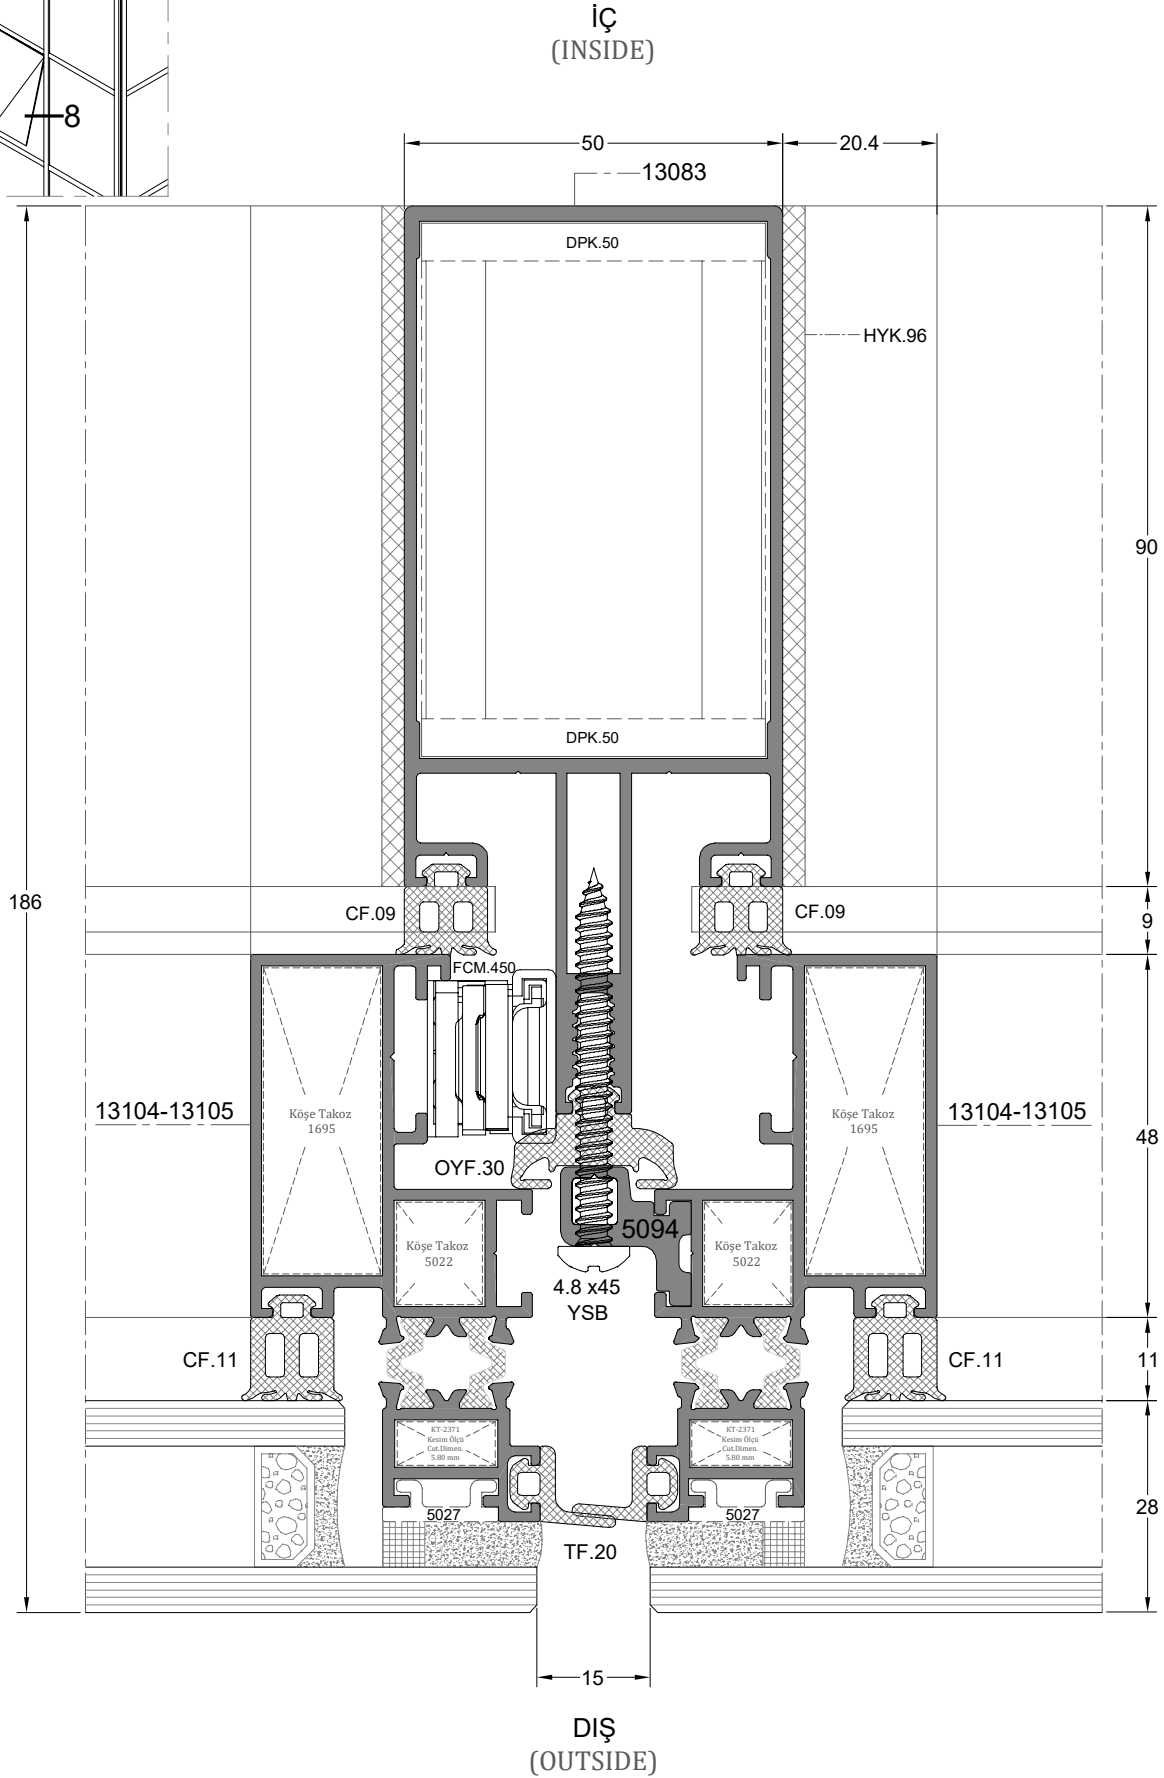 İÇ
(INSIDE)
8
50
20.4
13083
DPK.50
HYK.96
90
DPK.50
186
CF.09
CF.09
9
FCM.450
13104-13105
Köşe Takoz
1695
Köşe Takoz
1695
13104-13105
48
OYF.30
5094
Köşe Takoz
5022
Köşe Takoz
5022
4.8 x45
YSB
CF.11
CF.11
11
KT-2371
Kesim Ölçü
Cut.Dimen.
5.80 mm
KT-2371
Kesim Ölçü
Cut.Dimen.
5.80 mm
5027
5027
28
TF.20
15
DIŞ
(OUTSIDE)